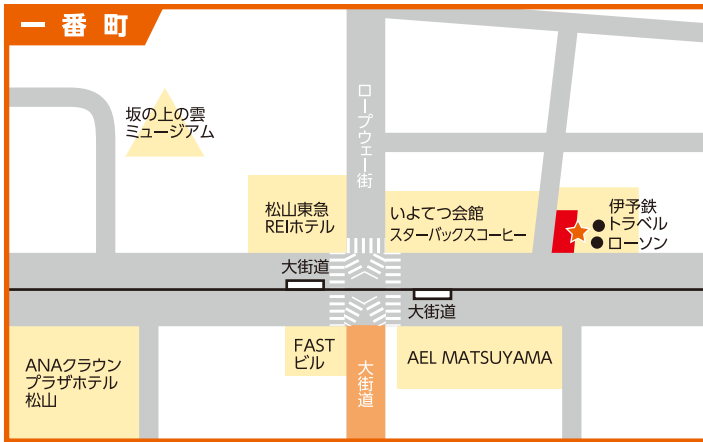 一番町
坂の上の雲
ミュージアム
ロープウェー街
松山東急
REIホテル
いよてつ会館
スターバックスコーヒー
伊予鉄
トラベル
ローソン
大街道
大街道
ANAクラウン
プラザホテル
松山
FAST
ビル
大街道
AEL MATSUYAMA